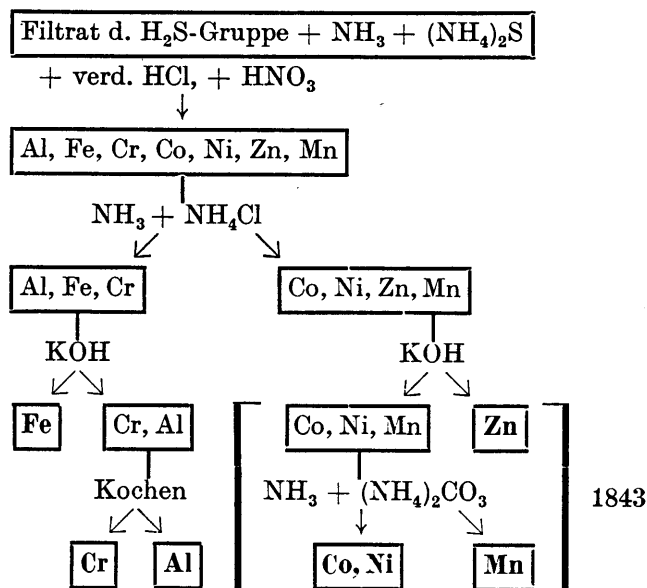 Filtrat d. H₂S-Gruppe + NH₃ + (NH₄)₂S
+ verd. HCl, + HNO₃
Al, Fe, Cr, Co, Ni, Zn, Mn
NH₃ + NH₄Cl
Al, Fe, Cr
Co, Ni, Zn, Mn
KOH
KOH
Fe
Cr, Al
Co, Ni, Mn
Zn
Kochen
NH₃ + (NH₄)₂CO₃
1843
Cr
Al
Co, Ni
Mn